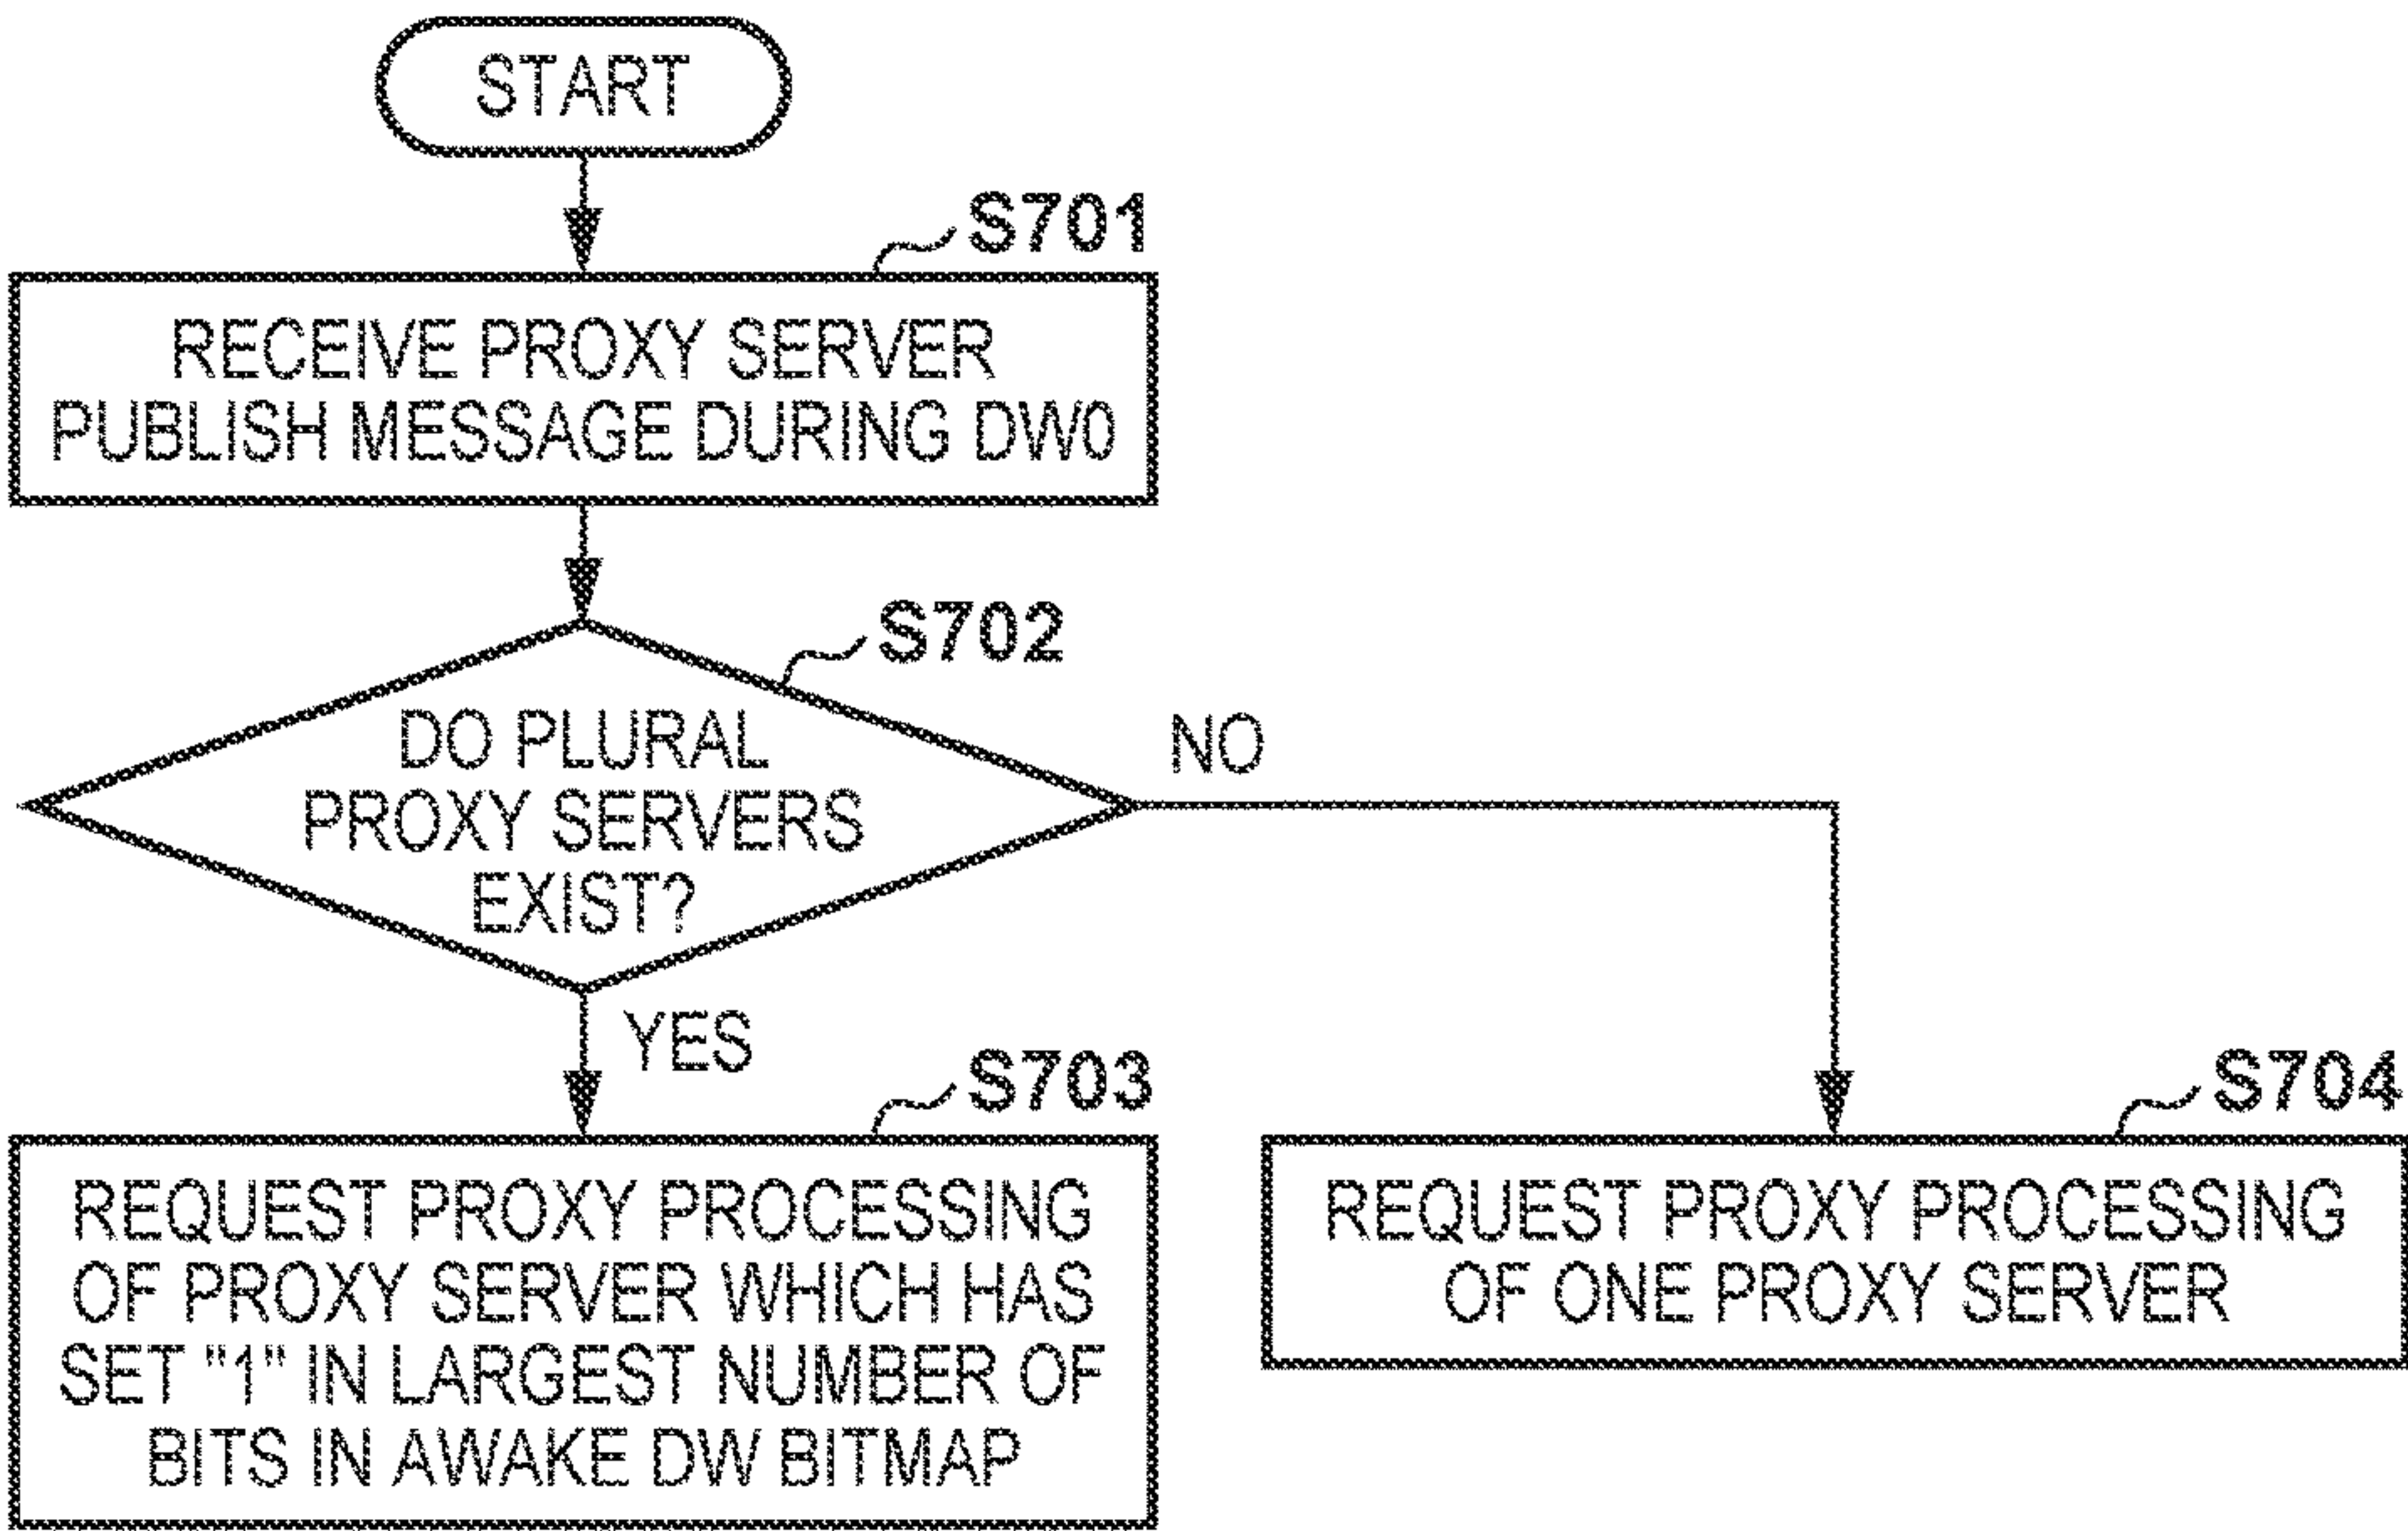 START
S701
RECEIVE PROXY SERVER
PUBLISH MESSAGE DURING DW0
S702
DO PLURAL
PROXY SERVERS
EXIST?
NO
YES
S703
REQUEST PROXY PROCESSING
OF PROXY SERVER WHICH HAS
SET "1" IN LARGEST NUMBER OF
BITS IN AWAKE DW BITMAP
S704
REQUEST PROXY PROCESSING
OF ONE PROXY SERVER